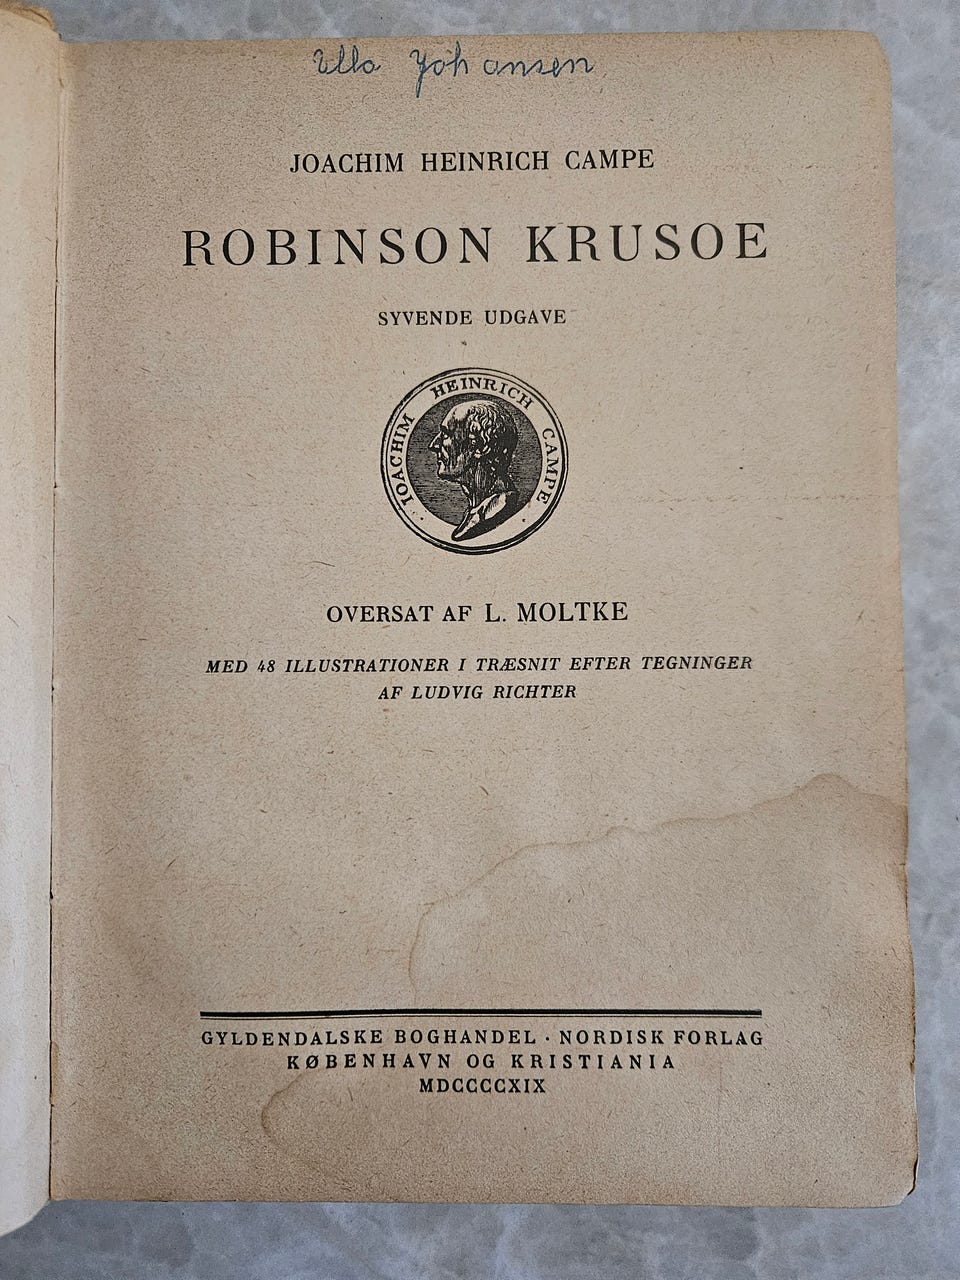 Ulla Johansen
JOACHIM HEINRICH CAMPE
ROBINSON KRUSOE
SYVENDE UDGAVE
IOACHIM HEINRICH CAMPE
OVERSAT AF L. MOLTKE
MED 48 ILLUSTRATIONER I TRÆSNIT EFTER TEGNINGER
AF LUDVIG RICHTER
GYLDENDALSKE BOGHANDEL · NORDISK FORLAG
KØBENHAVN OG KRISTIANIA
MDCCCCXIX